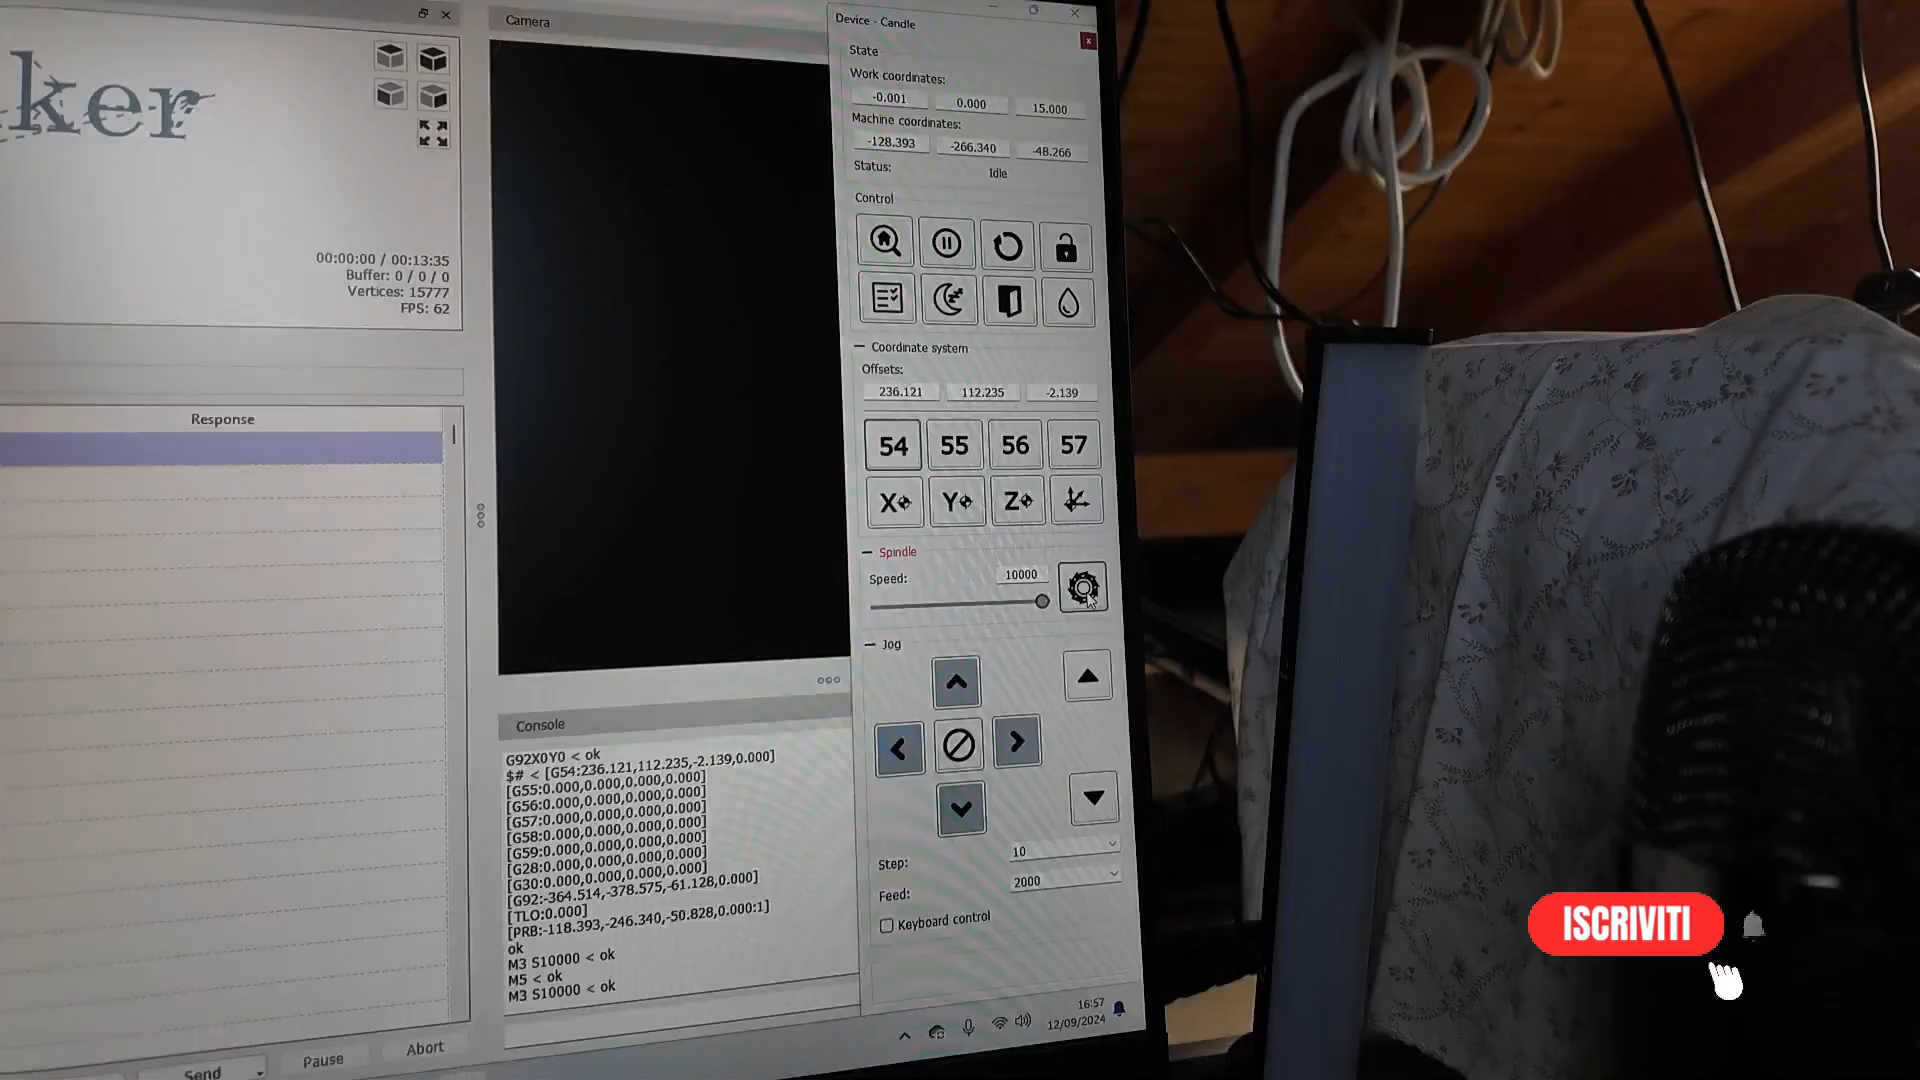 ker
00:00:00 / 00:13:35
Buffer: 0 / 0 / 0
Vertices: 15777
FPS: 62
Response
Send
Pause
Abort
Camera
Console
G92X0Y0 < ok
$# < [G54:236.121,112.235,-2.139,0.000]
[G55:0.000,0.000,0.000,0.000]
[G56:0.000,0.000,0.000,0.000]
[G57:0.000,0.000,0.000,0.000]
[G58:0.000,0.000,0.000,0.000]
[G59:0.000,0.000,0.000,0.000]
[G28:0.000,0.000,0.000,0.000]
[G30:0.000,0.000,0.000,0.000]
[G92:-364.514,-378.575,-61.128,0.000]
[TLO:0.000]
[PRB:-118.393,-246.340,-50.828,0.000:1]
ok
M3 S10000 < ok
M5 < ok
M3 S10000 < ok
Device - Candle
x
State
Work coordinates:
-0.001 0.000 15.000
Machine coordinates:
-128.393 -266.340 -48.266
Status: Idle
Control
Coordinate system
Offsets:
236.121 112.235 -2.139
54 55 56 57
X Y Z
Spindle
Speed: 10000
Jog
Step: 10
Feed: 2000
Keyboard control
16:57
12/09/2024
ISCRIVITI